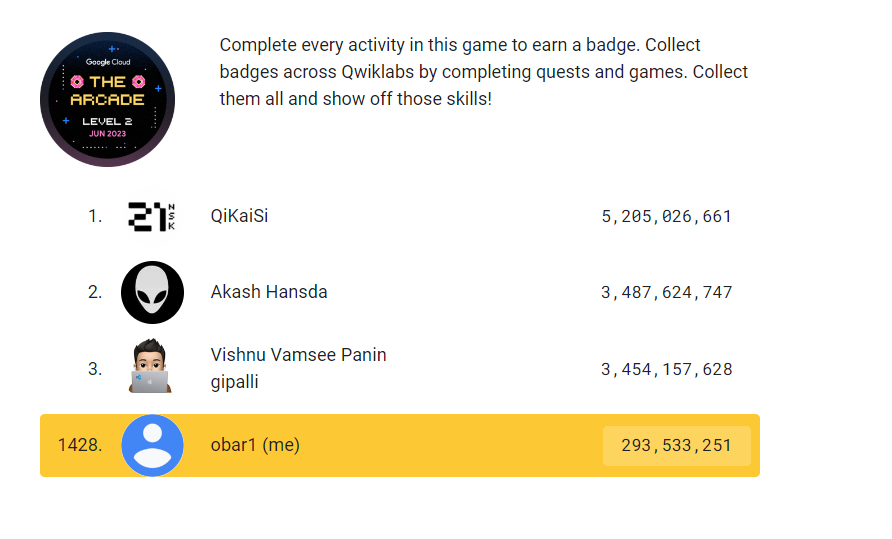 Google Cloud
THE
ARCADE
LEVEL 2
JUN 2023
Complete every activity in this game to earn a badge. Collect
badges across Qwiklabs by completing quests and games. Collect
them all and show off those skills!
1. 21 NSK QiKaiSi 5,205,026,661
2. Akash Hansda 3,487,624,747
3. Vishnu Vamsee Panin
gipalli 3,454,157,628
1428. obar1 (me) 293,533,251